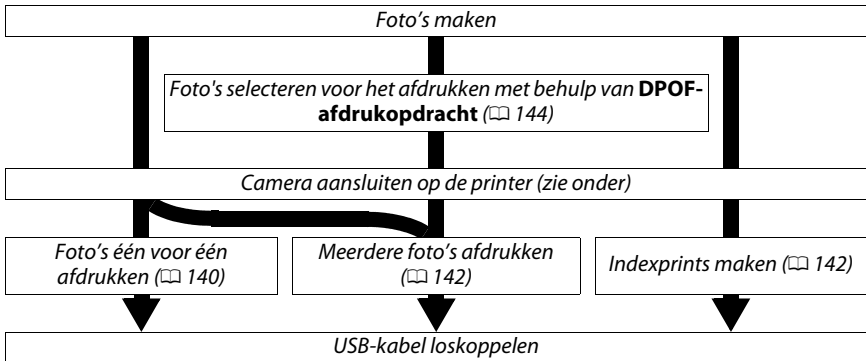 Foto’s maken
Foto's selecteren voor het afdrukken met behulp van DPOF-
afdrukopdracht (🕮 144)
Camera aansluiten op de printer (zie onder)
Foto’s één voor één
afdrukken (🕮 140)
Meerdere foto’s afdrukken
(🕮 142)
Indexprints maken (🕮 142)
USB-kabel loskoppelen